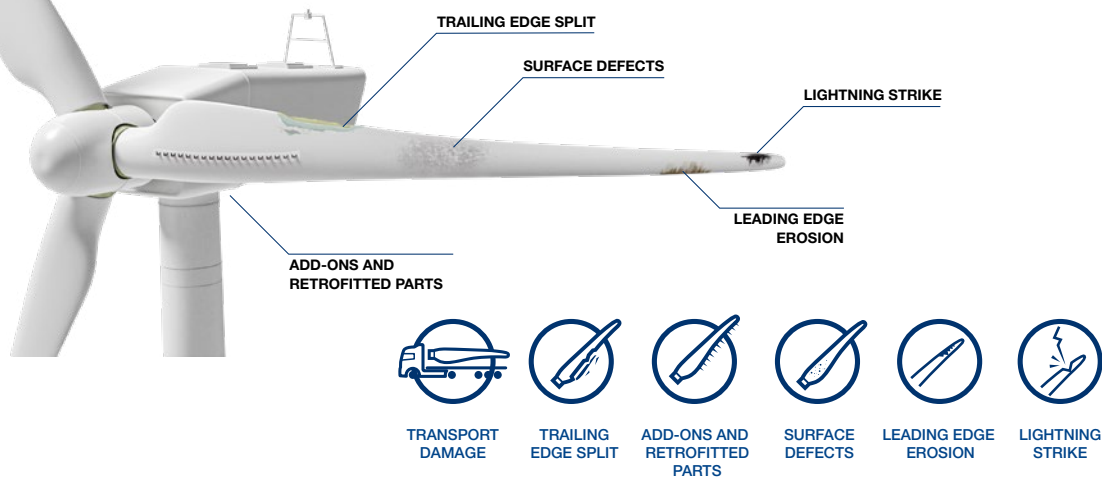 TRAILING EDGE SPLIT
SURFACE DEFECTS
LIGHTNING STRIKE
LEADING EDGE
EROSION
ADD-ONS AND
RETROFITTED PARTS
TRANSPORT
DAMAGE
TRAILING
EDGE SPLIT
ADD-ONS AND
RETROFITTED
PARTS
SURFACE
DEFECTS
LEADING EDGE
EROSION
LIGHTNING
STRIKE